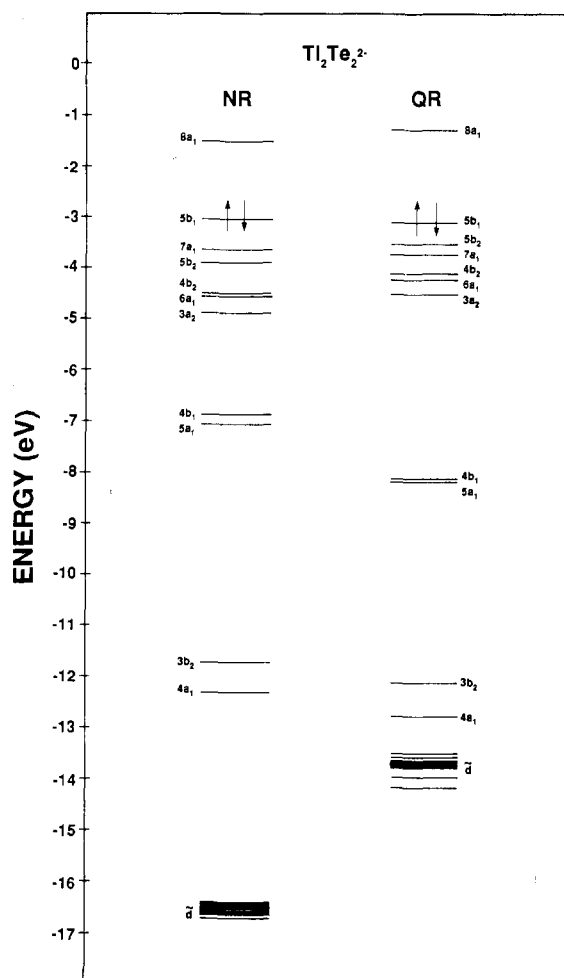 Tl₂Te₂²⁻
NR QR
ENERGY (eV)
0
-1
-2
-3
-4
-5
-6
-7
-8
-9
-10
-11
-12
-13
-14
-15
-16
-17
8a₁
5b₁
7a₁
5b₂
4b₂
6a₁
3a₂
4b₁
5a₁
3b₂
4a₁
d̃
8a₁
5b₁
5b₂
7a₁
4b₂
6a₁
3a₂
4b₁
5a₁
3b₂
4a₁
d̃